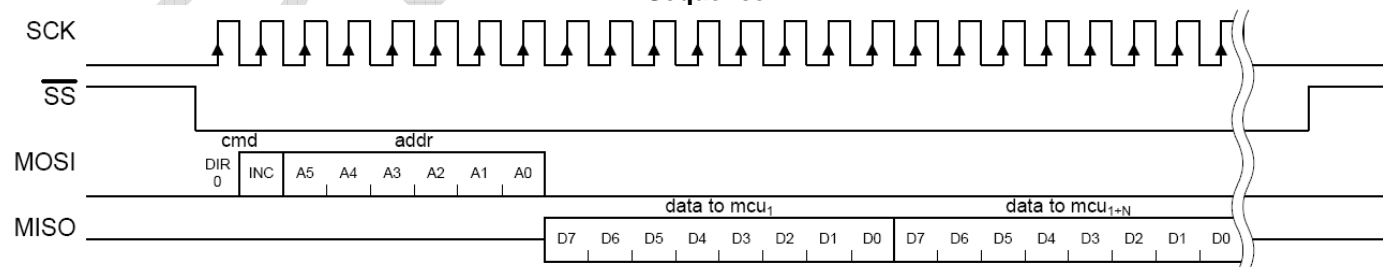 SCK
SS
cmd addr
MOSI DIR 0 INC A5 A4 A3 A2 A1 A0
data to mcu1 data to mcu1+N
MISO D7 D6 D5 D4 D3 D2 D1 D0 D7 D6 D5 D4 D3 D2 D1 D0